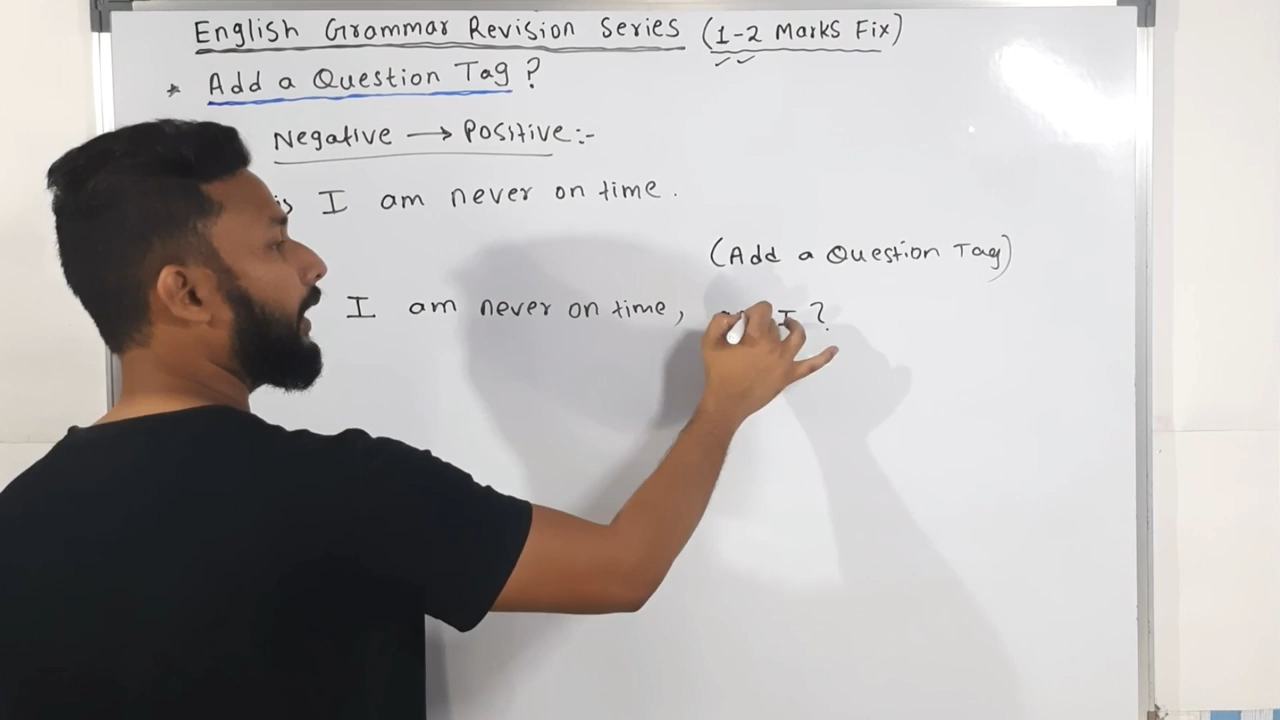 English Grammar Revision Series (1-2 Marks Fix)
* Add a Question Tag?
Negative → Positive:-
I am never on time.
(Add a Question Tag)
I am never on time, I?